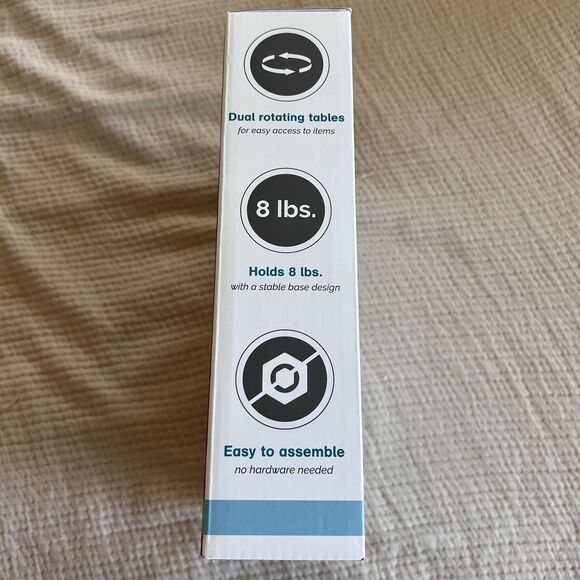 Dual rotating tables
for easy access to items
8 lbs.
Holds 8 lbs.
with a stable base design
Easy to assemble
no hardware needed